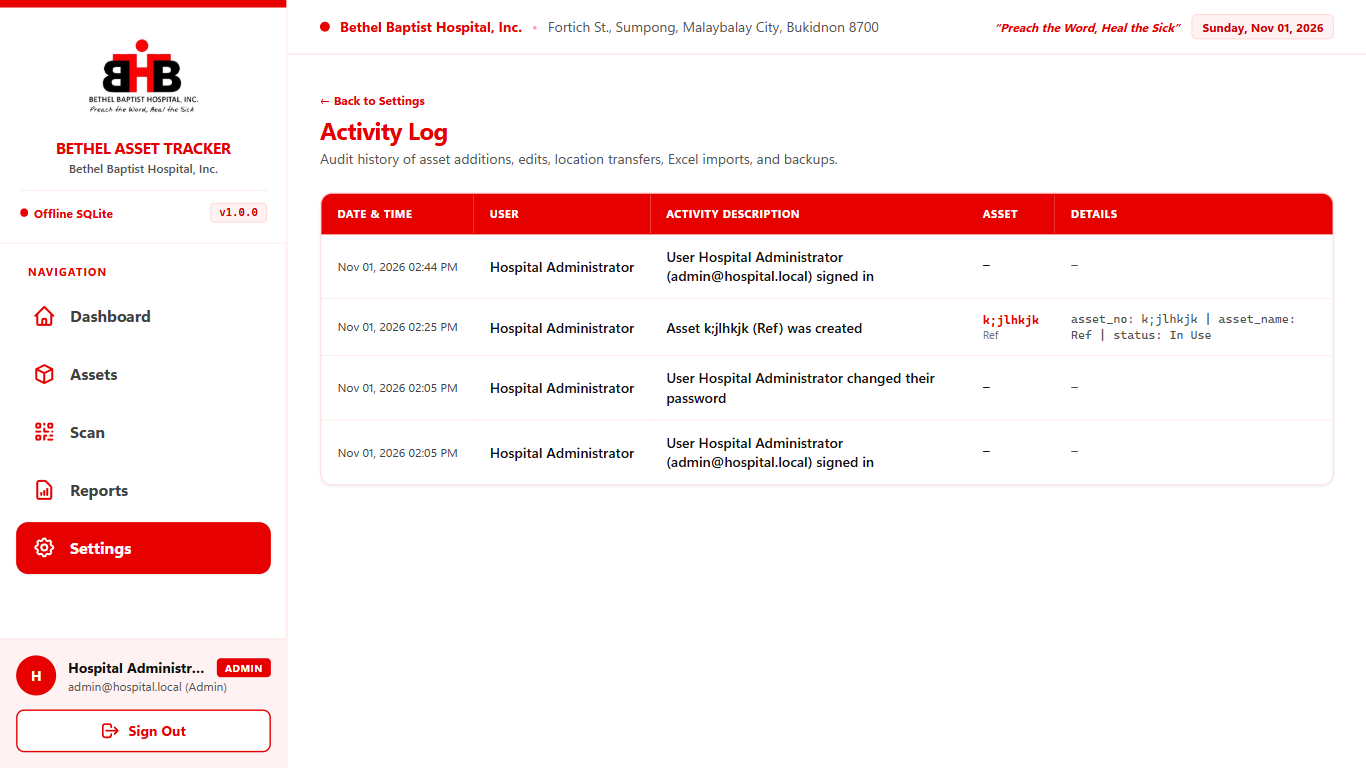 BHB
BETHEL BAPTIST HOSPITAL, INC.
Preach the Word, Heal the Sick
BETHEL ASSET TRACKER
Bethel Baptist Hospital, Inc.
Offline SQLite
v1.0.0
NAVIGATION
Dashboard
Assets
Scan
Reports
Settings
H
Hospital Administr...
ADMIN
admin@hospital.local (Admin)
Sign Out
Bethel Baptist Hospital, Inc. • Fortich St., Sumpong, Malaybalay City, Bukidnon 8700
“Preach the Word, Heal the Sick”
Sunday, Nov 01, 2026
← Back to Settings
Activity Log
Audit history of asset additions, edits, location transfers, Excel imports, and backups.
DATE & TIME USER ACTIVITY DESCRIPTION ASSET DETAILS
Nov 01, 2026 02:44 PM
Hospital Administrator
User Hospital Administrator
(admin@hospital.local) signed in
—
—
Nov 01, 2026 02:25 PM
Hospital Administrator
Asset k;jlhkjk (Ref) was created
k;jlhkjk
Ref
asset_no: k;jlhkjk | asset_name:
Ref | status: In Use
Nov 01, 2026 02:05 PM
Hospital Administrator
User Hospital Administrator changed their
password
—
—
Nov 01, 2026 02:05 PM
Hospital Administrator
User Hospital Administrator
(admin@hospital.local) signed in
—
—